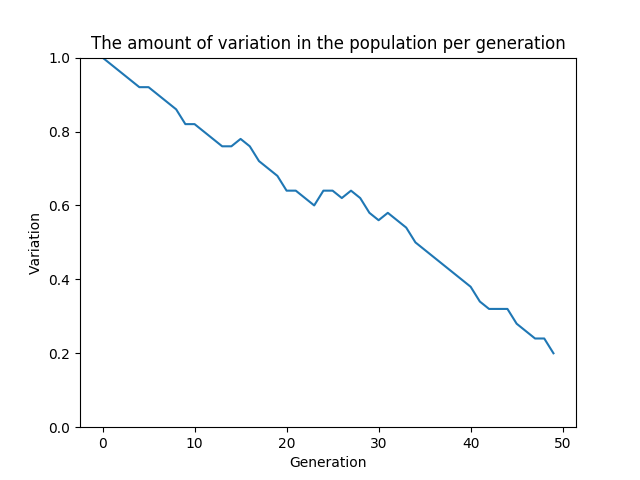 The amount of variation in the population per generation
1.0
0.8
0.6
0.4
0.2
0.0
Variation
0 10 20 30 40 50
Generation